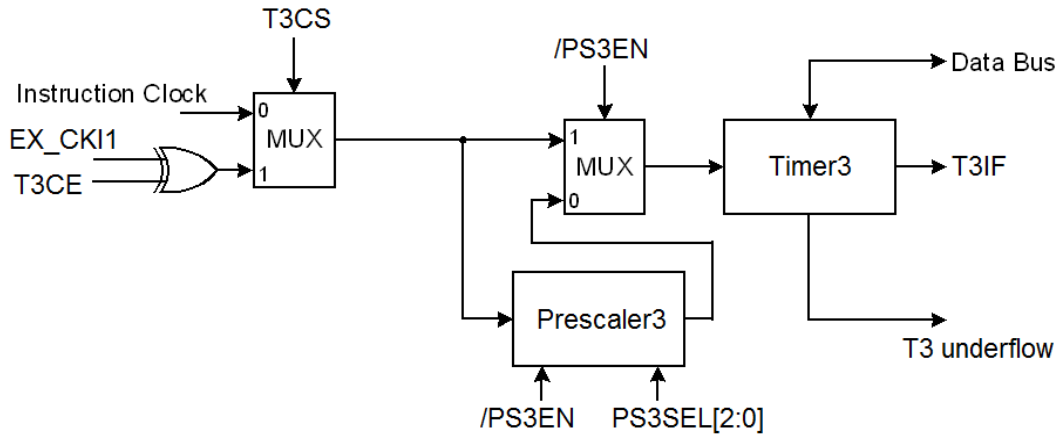 T3CS
/PS3EN
Instruction Clock
0
MUX
EX_CKI1
T3CE
1
1
MUX
0
Timer3
Data Bus
T3IF
Prescaler3
T3 underflow
/PS3EN
PS3SEL[2:0]